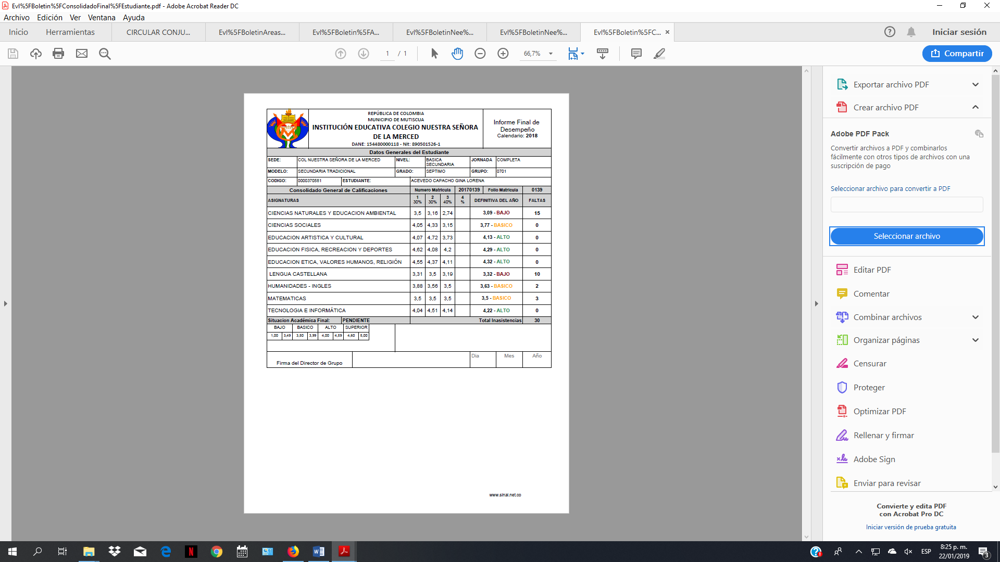 Evl%5FBoletin%5FConsolidadoFinal%5FEstudiante.pdf - Adobe Acrobat Reader DC
Archivo Edición Ver Ventana Ayuda
Inicio Herramientas CIRCULAR CONJU... Evl%5FBoletinAreas... Evl%5FBoletin%5FA... Evl%5FBoletinNee%... Evl%5FBoletinNee%... Evl%5FBoletin%5FC... Iniciar sesión
1 / 1 66,7% Compartir
REPÚBLICA DE COLOMBIA
MUNICIPIO DE MUTISCUA
INSTITUCIÓN EDUCATIVA COLEGIO NUESTRA SEÑORA
DE LA MERCED
DANE: 154480000118 - Nit: 890501526-1
Informe Final de
Desempeño
Calendario: 2018
Datos Generales del Estudiante
SEDE: COL NUESTRA SEÑORA DE LA MERCED NIVEL: BASICA SECUNDARIA JORNADA COMPLETA
MODELO: SECUNDARIA TRADICIONAL GRADO: SEPTIMO GRUPO: 0701
CODIGO: 0000370581 ESTUDIANTE: ACEVEDO CAPACHO GINA LORENA
Consolidado General de Calificaciones Numero Matricula 20170139 Folio Matricula 0139
ASIGNATURAS 1 30% 2 30% 3 40% 4 % DEFINITIVA DEL AÑO FALTAS
CIENCIAS NATURALES Y EDUCACION AMBIENTAL 3,5 3,16 2,74 3,09 - BAJO 15
CIENCIAS SOCIALES 4,05 4,33 3,15 3,77 - BASICO 0
EDUCACION ARTISTICA Y CULTURAL 4,07 4,72 3,73 4,13 - ALTO 0
EDUCACION FISICA, RECREACION Y DEPORTES 4,62 4,08 4,2 4,29 - ALTO 0
EDUCACION ETICA, VALORES HUMANOS, RELIGIÓN 4,55 4,37 4,11 4,32 - ALTO 0
LENGUA CASTELLANA 3,31 3,5 3,19 3,32 - BAJO 10
HUMANIDADES - INGLES 3,88 3,56 3,5 3,63 - BASICO 2
MATEMATICAS 3,5 3,5 3,5 3,5 - BASICO 3
TECNOLOGIA E INFORMÁTICA 4,04 4,51 4,14 4,22 - ALTO 0
Situacion Académica Final: PENDIENTE Total Inasistencias 30
BAJO BASICO ALTO SUPERIOR
1,00 3,49 3,50 3,99 4,00 4,59 4,60 5,00
Firma del Director de Grupo Dia Mes Año
www.sinai.net.co
Exportar archivo PDF
Crear archivo PDF
Adobe PDF Pack
Convertir archivos a PDF y combinarlos
fácilmente con otros tipos de archivos con una
suscripción de pago
Seleccionar archivo para convertir a PDF
Seleccionar archivo
Editar PDF
Comentar
Combinar archivos
Organizar páginas
Censurar
Proteger
Optimizar PDF
Rellenar y firmar
Adobe Sign
Enviar para revisar
Convierte y edita PDF
con Acrobat Pro DC
Iniciar versión de prueba gratuita
ESP
8:25 p. m.
22/01/2019
3